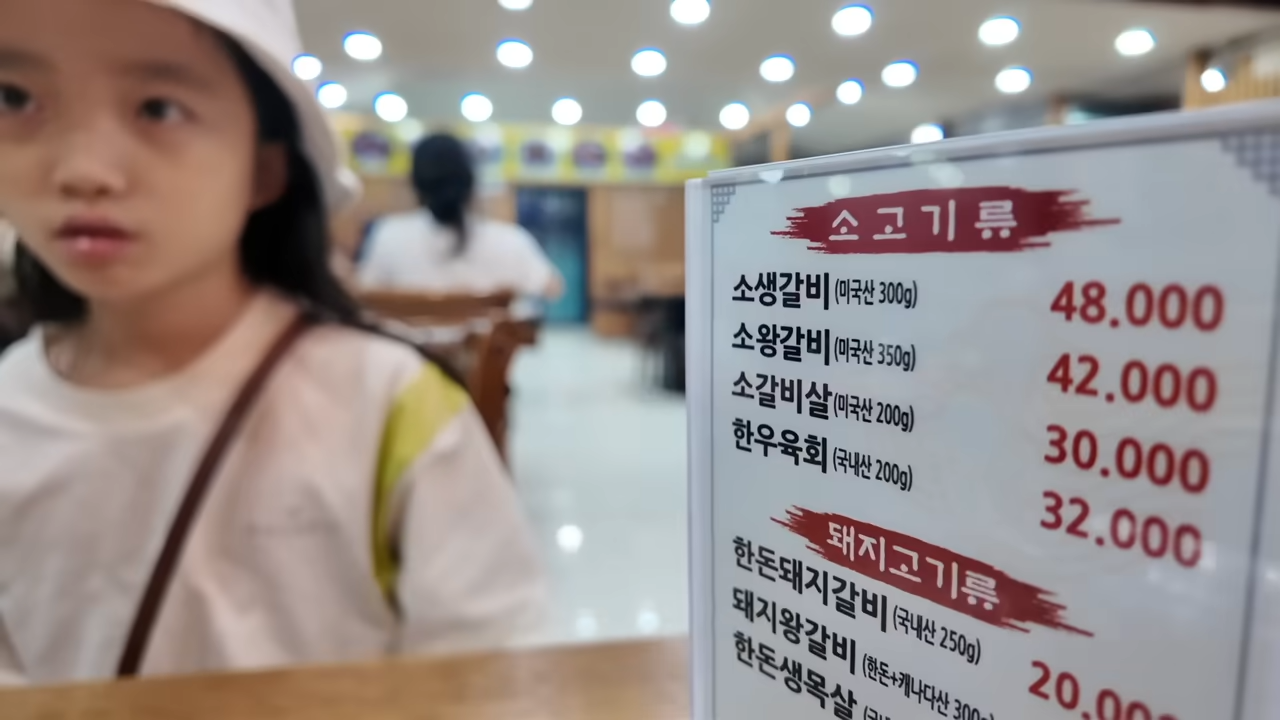 소고기류
소생갈비 (미국산 300g) 48.000
소왕갈비 (미국산 350g) 42.000
소갈비살 (미국산 200g) 30.000
한우육회 (국내산 200g) 32.000
돼지고기류
한돈돼지갈비 (국내산 250g) 20.000
돼지왕갈비 (한돈+캐나다산 300g)
한돈생목살